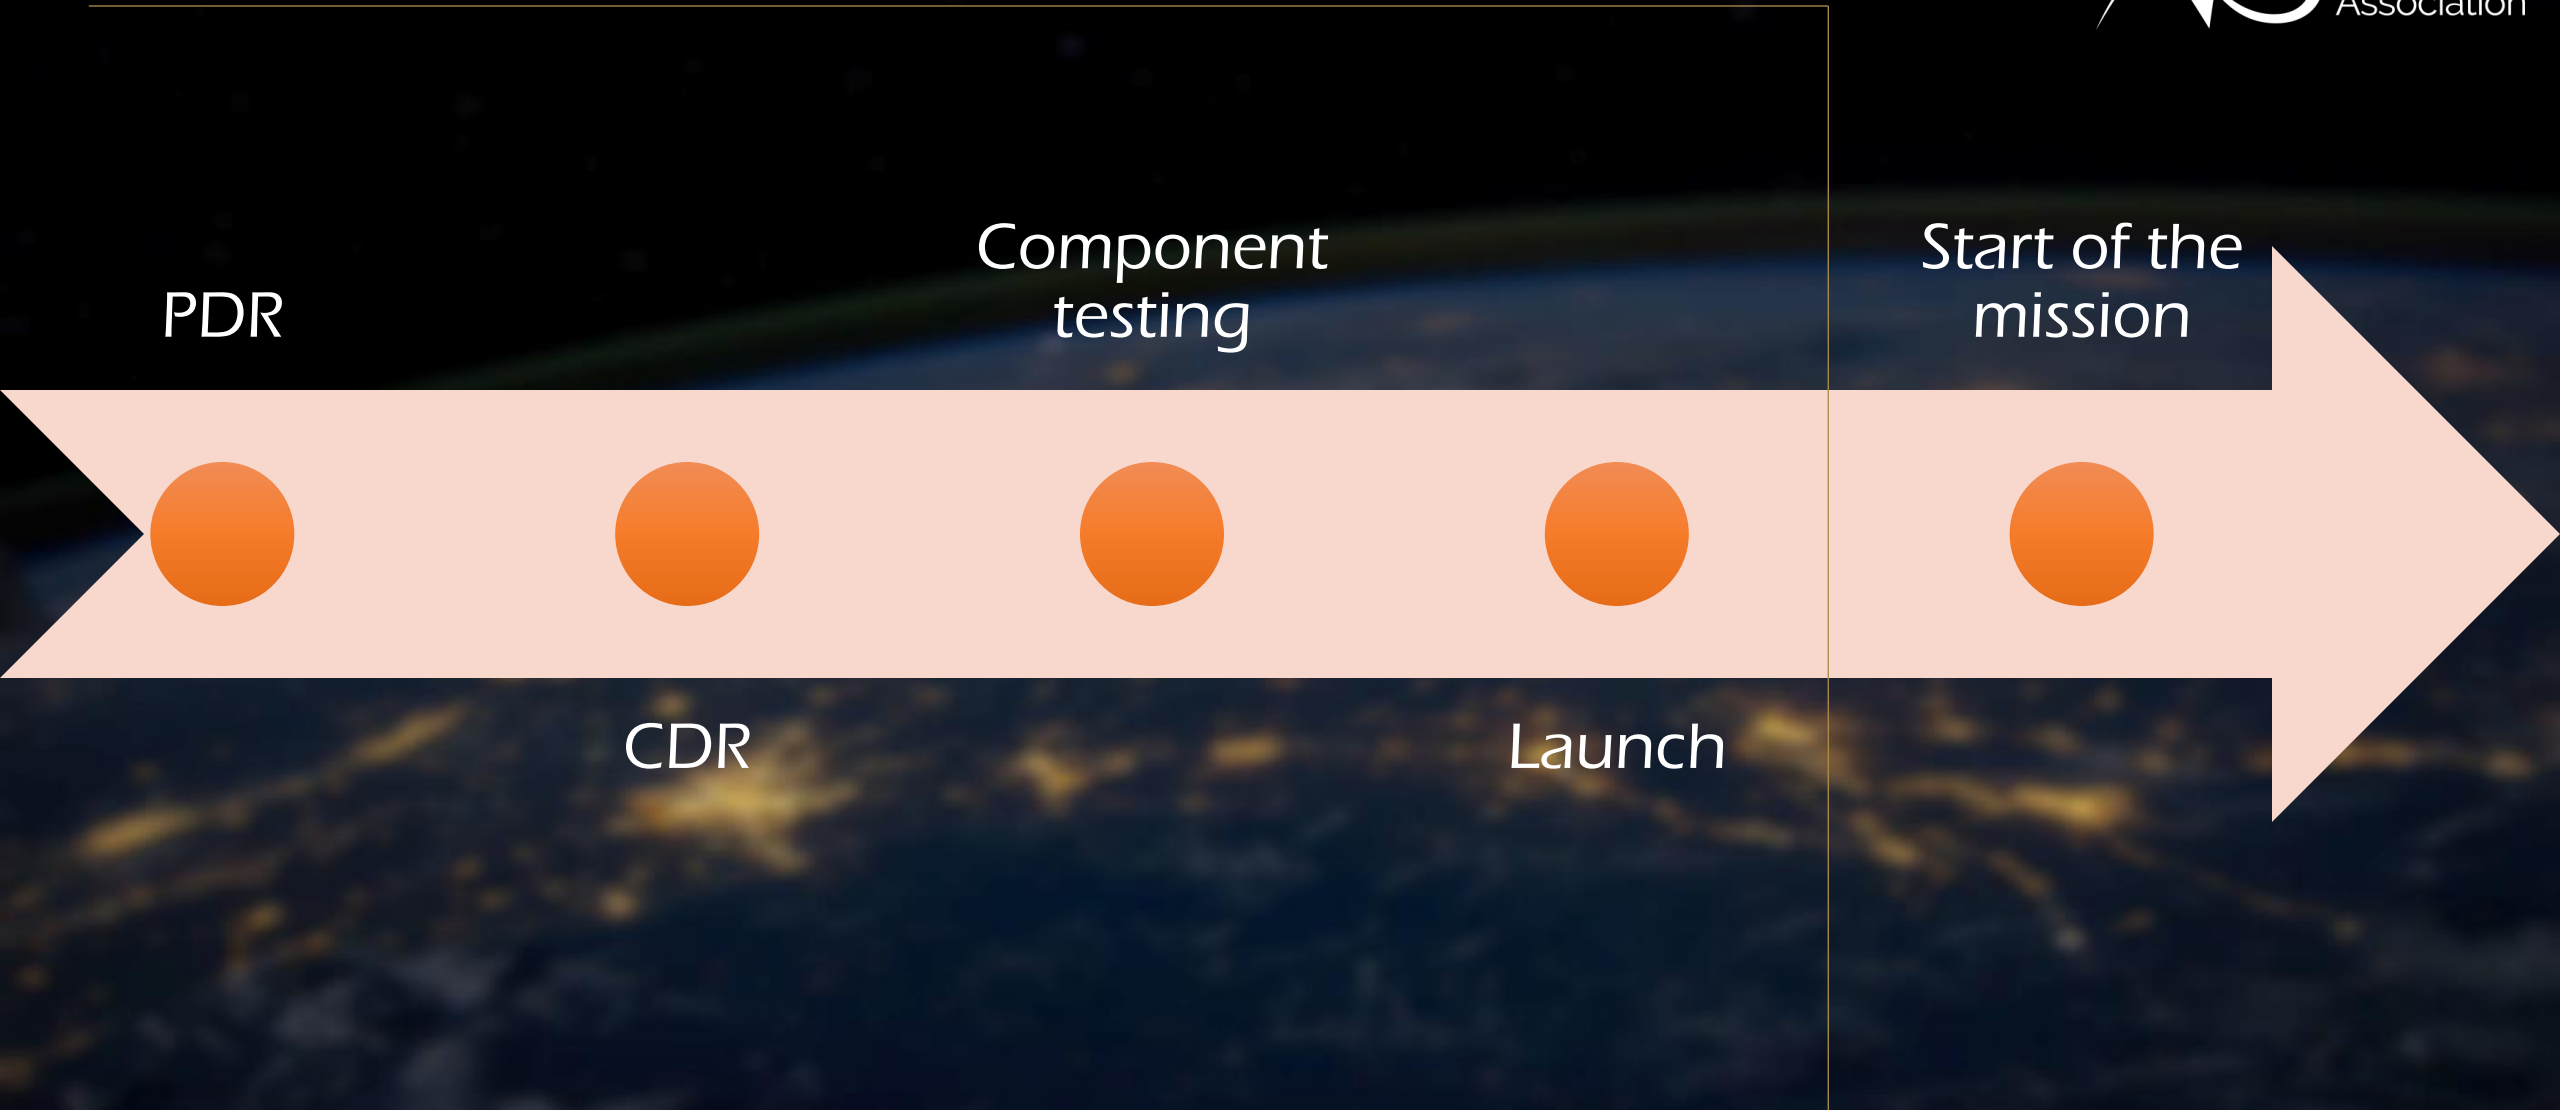 Association
PDR
Component
testing
Start of the
mission
CDR
Launch